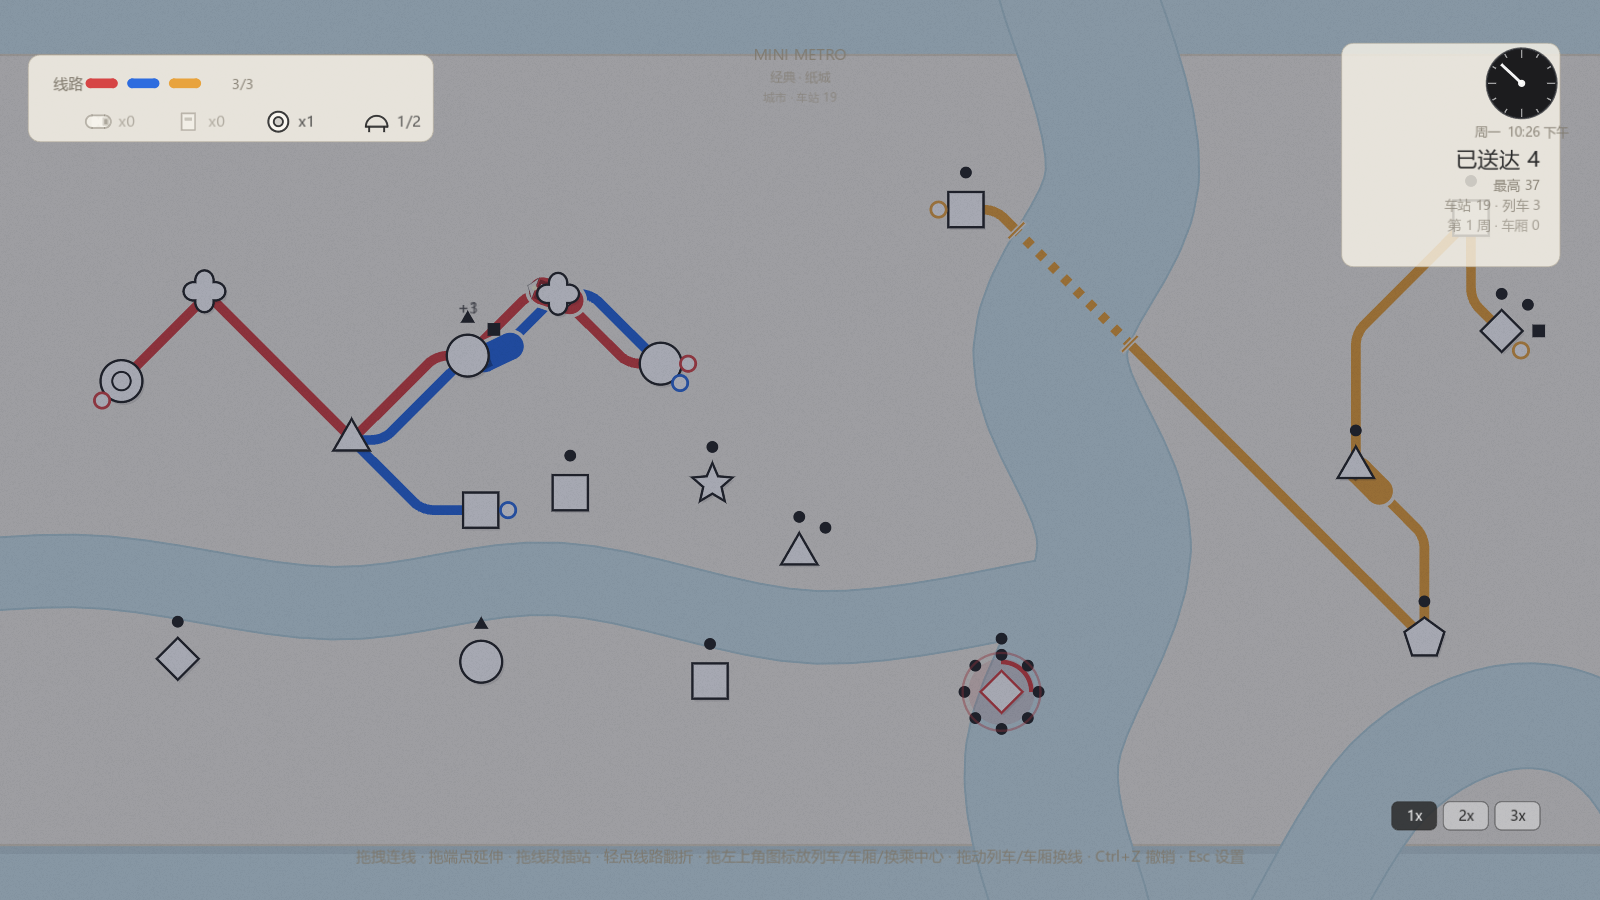 线路 3/3
x0 x0 x1 1/2
MINI METRO
经典 · 纸城
城市 · 车站 19
周一 10:26 下午
已送达 4
最高 37
车站 19 · 列车 3
第 1 周 · 车厢 0
+3
1x 2x 3x
拖拽连线 · 拖端点延伸 · 拖线段插站 · 轻点线路翻折 · 拖左上角图标放列车/车厢/换乘中心 · 拖动列车/车厢换线 · Ctrl+Z 撤销 · Esc 设置